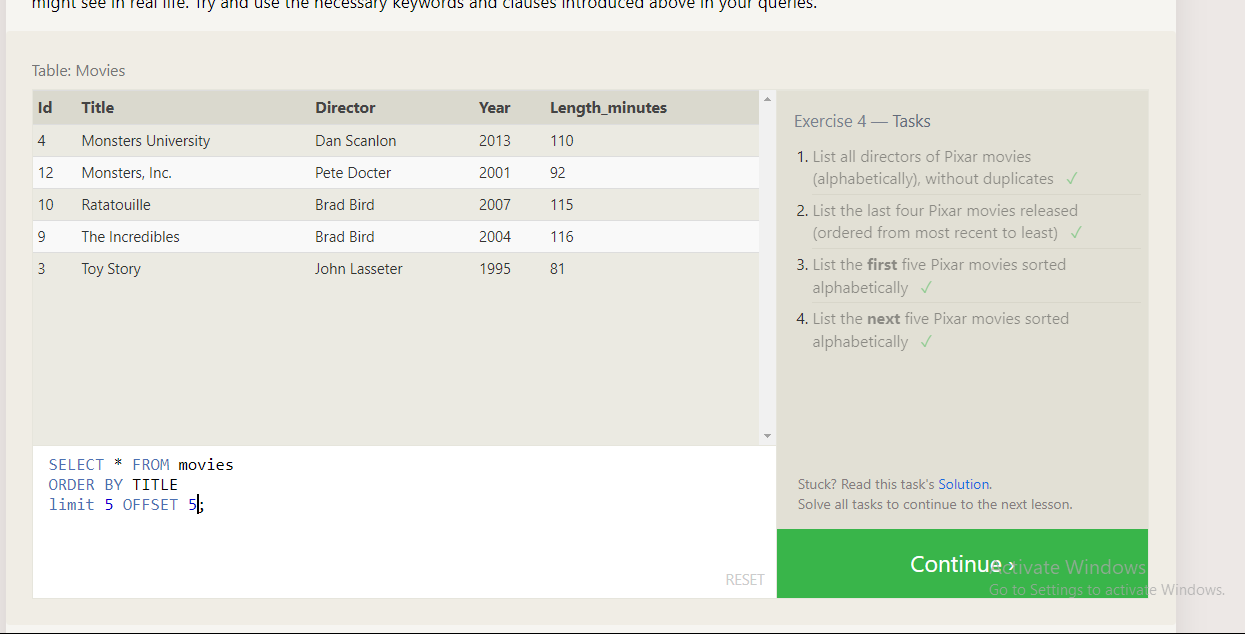 might see in real life. Try and use the necessary keywords and clauses introduced above in your queries.
Table: Movies
Id Title Director Year Length_minutes
4 Monsters University Dan Scanlon 2013 110
12 Monsters, Inc. Pete Docter 2001 92
10 Ratatouille Brad Bird 2007 115
9 The Incredibles Brad Bird 2004 116
3 Toy Story John Lasseter 1995 81
SELECT * FROM movies
ORDER BY TITLE
limit 5 OFFSET 5;
RESET
Exercise 4 — Tasks
1. List all directors of Pixar movies
(alphabetically), without duplicates ✓
2. List the last four Pixar movies released
(ordered from most recent to least) ✓
3. List the first five Pixar movies sorted
alphabetically ✓
4. List the next five Pixar movies sorted
alphabetically ✓
Stuck? Read this task's Solution.
Solve all tasks to continue to the next lesson.
Continue ›
Activate Windows
Go to Settings to activate Windows.